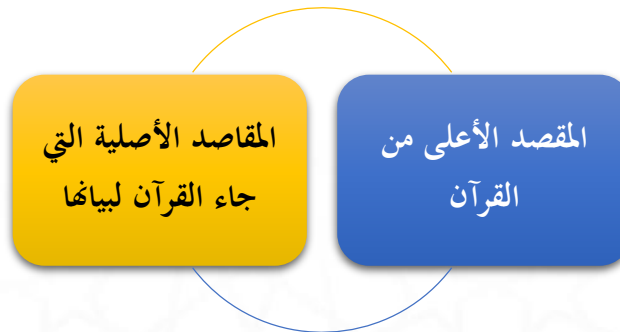 المقصد الأعلى من
القرآن
المقاصد الأصلية التي
جاء القرآن لبيانها